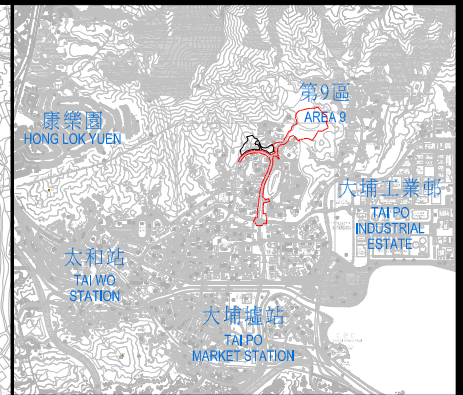 第9區
AREA 9
康樂園
HONG LOK YUEN
大埔工業邨
TAI PO
INDUSTRIAL
ESTATE
太和站
TAI WO
STATION
大埔墟站
TAI PO
MARKET STATION